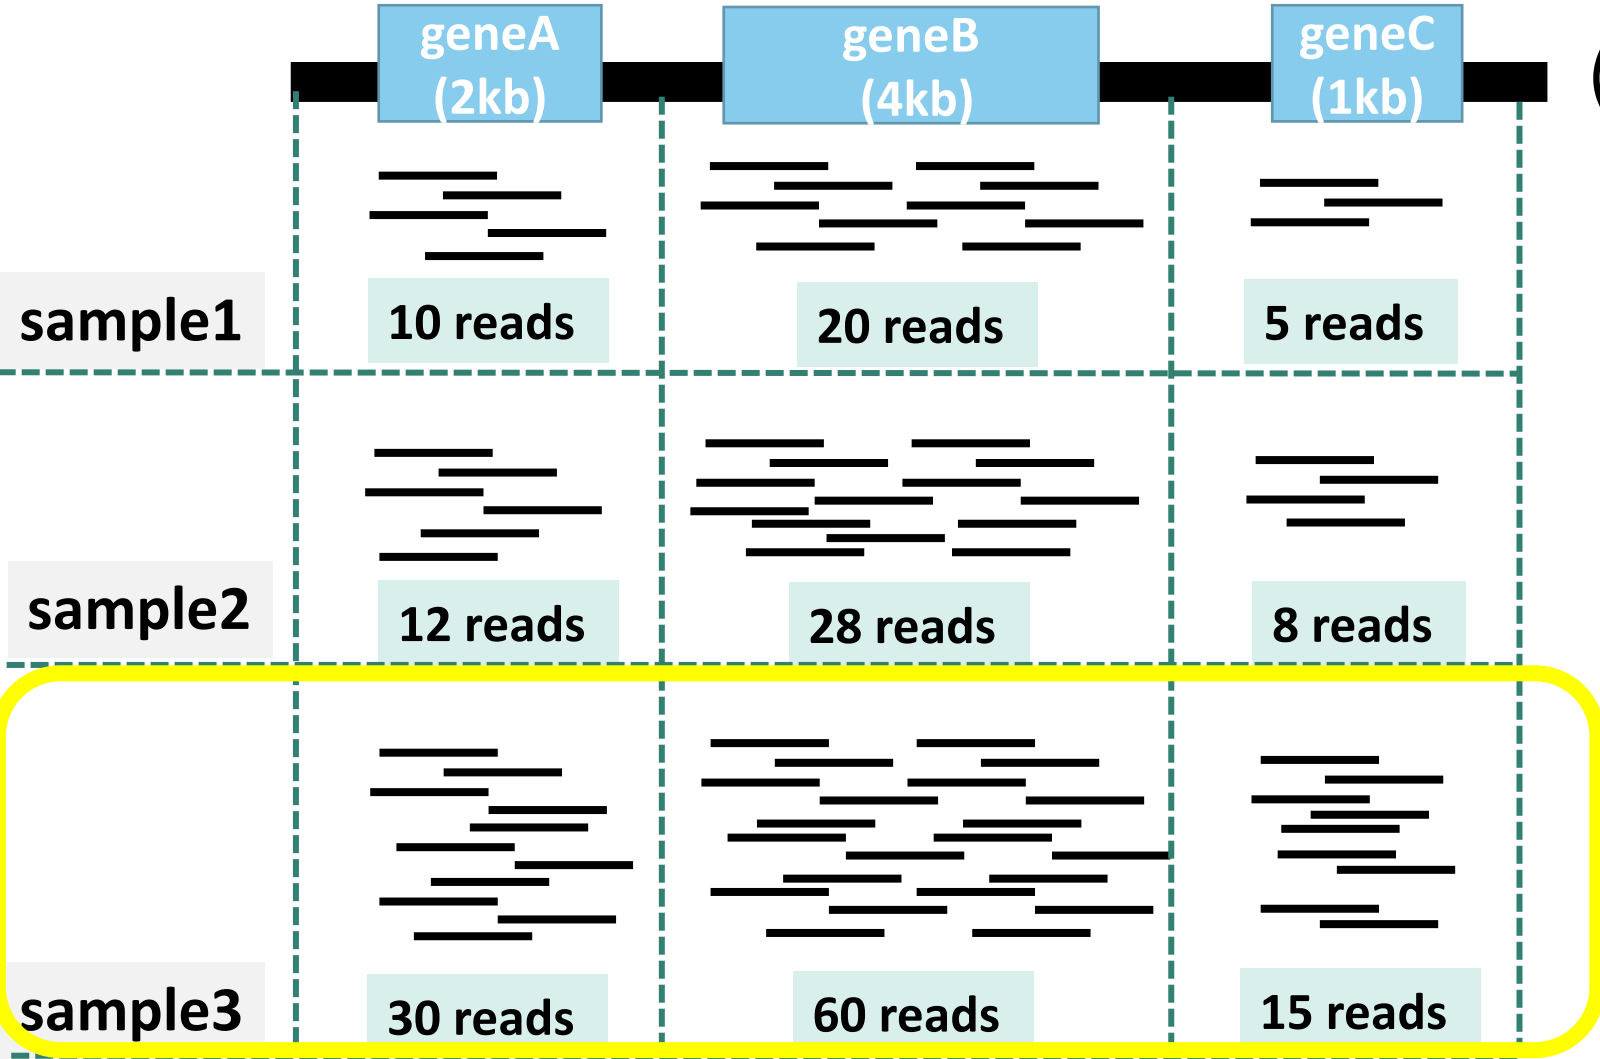 geneA
(2kb)
geneB
(4kb)
geneC
(1kb)
sample1
10 reads
20 reads
5 reads
sample2
12 reads
28 reads
8 reads
sample3
30 reads
60 reads
15 reads